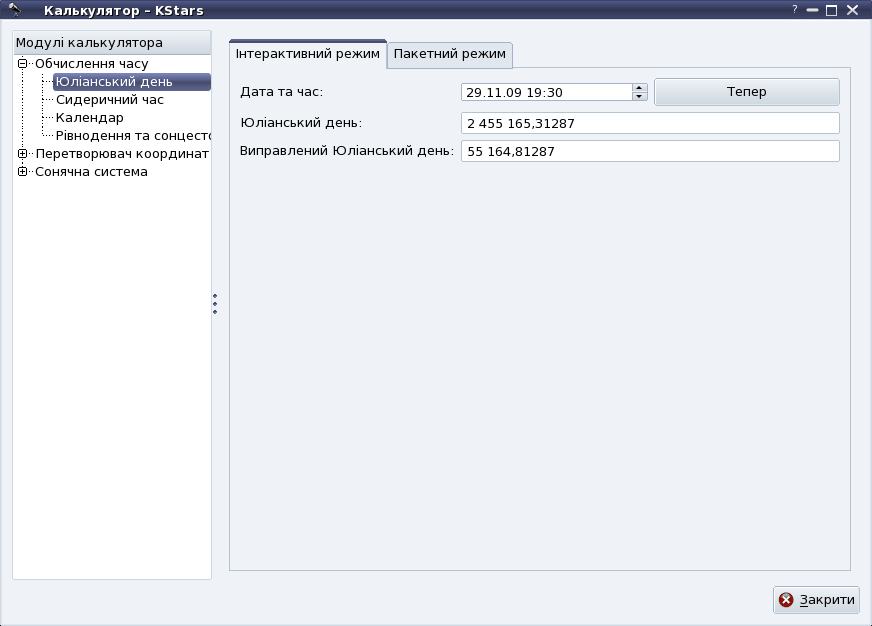 Калькулятор – KStars
?
Модулі калькулятора
Обчислення часу
Юліанський день
Сидеричний час
Календар
Рівнодення та сонцест
Перетворювач координат
Сонячна система
Інтерактивний режим
Пакетний режим
Дата та час:
29.11.09 19:30
Тепер
Юліанський день:
2 455 165,31287
Виправлений Юліанський день:
55 164,81287
Закрити